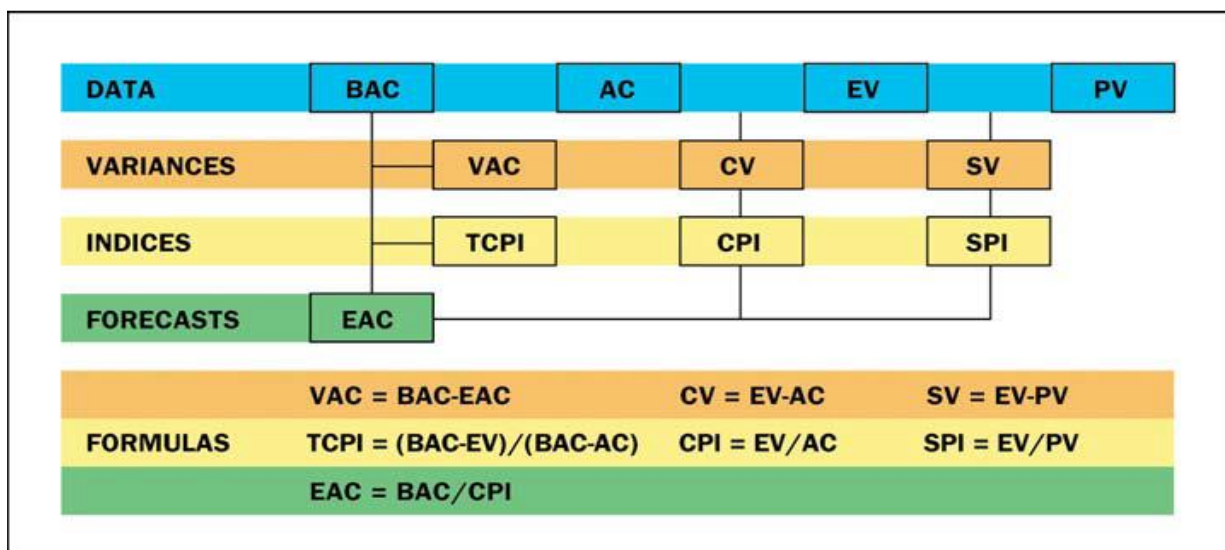 DATA BAC AC EV PV
VARIANCES VAC CV SV
INDICES TCPI CPI SPI
FORECASTS EAC
VAC = BAC-EAC CV = EV-AC SV = EV-PV
FORMULAS TCPI = (BAC-EV)/(BAC-AC) CPI = EV/AC SPI = EV/PV
EAC = BAC/CPI